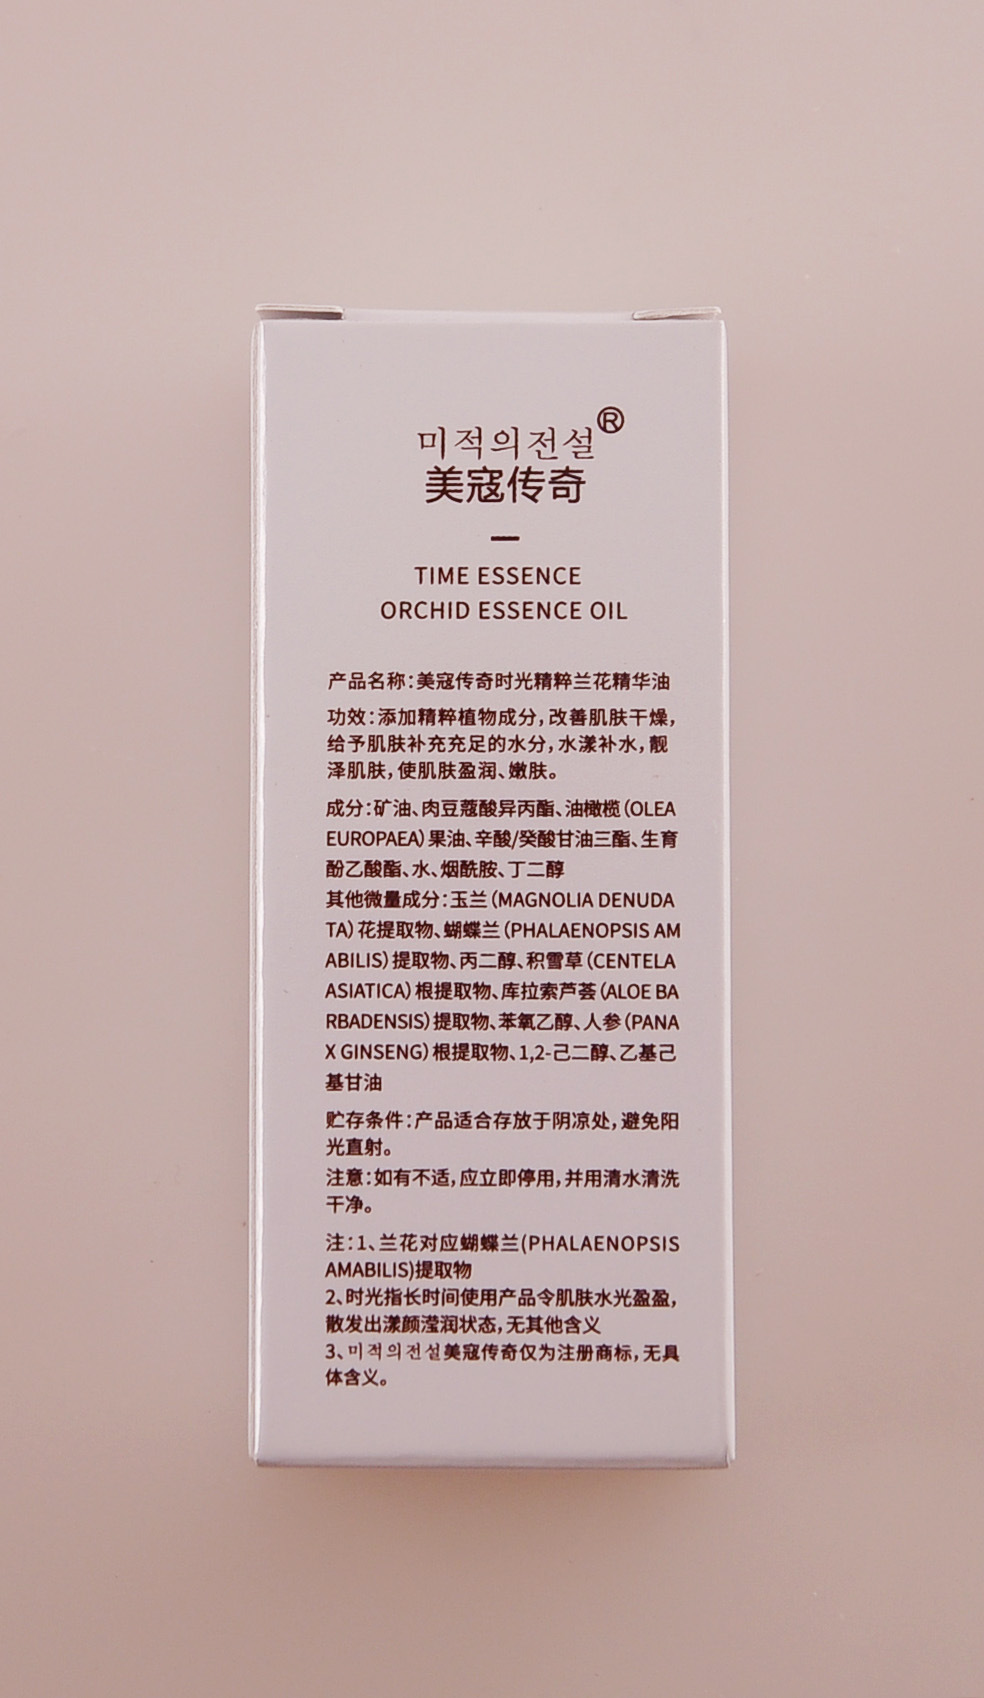 미적의전설®
美寇传奇
TIME ESSENCE
ORCHID ESSENCE OIL
产品名称:美寇传奇时光精粹兰花精华油
功效:添加精粹植物成分,改善肌肤干燥,
给予肌肤补充充足的水分,水漾补水,靓
泽肌肤,使肌肤盈润、嫩肤。
成分:矿油、肉豆蔻酸异丙酯、油橄榄(OLEA
EUROPAEA)果油、辛酸/癸酸甘油三酯、生育
酚乙酸酯、水、烟酰胺、丁二醇
其他微量成分:玉兰(MAGNOLIA DENUDA
TA)花提取物、蝴蝶兰(PHALAENOPSIS AM
ABILIS)提取物、丙二醇、积雪草(CENTELA
ASIATICA)根提取物、库拉索芦荟(ALOE BA
RBADENSIS)提取物、苯氧乙醇、人参(PANA
X GINSENG)根提取物、1,2-己二醇、乙基己
基甘油
贮存条件:产品适合存放于阴凉处,避免阳
光直射。
注意:如有不适,应立即停用,并用清水清洗
干净。
注:1、兰花对应蝴蝶兰(PHALAENOPSIS
AMABILIS)提取物
2、时光指长时间使用产品令肌肤水光盈盈,
散发出漾颜滢润状态,无其他含义
3、미적의전설美寇传奇仅为注册商标,无具
体含义。